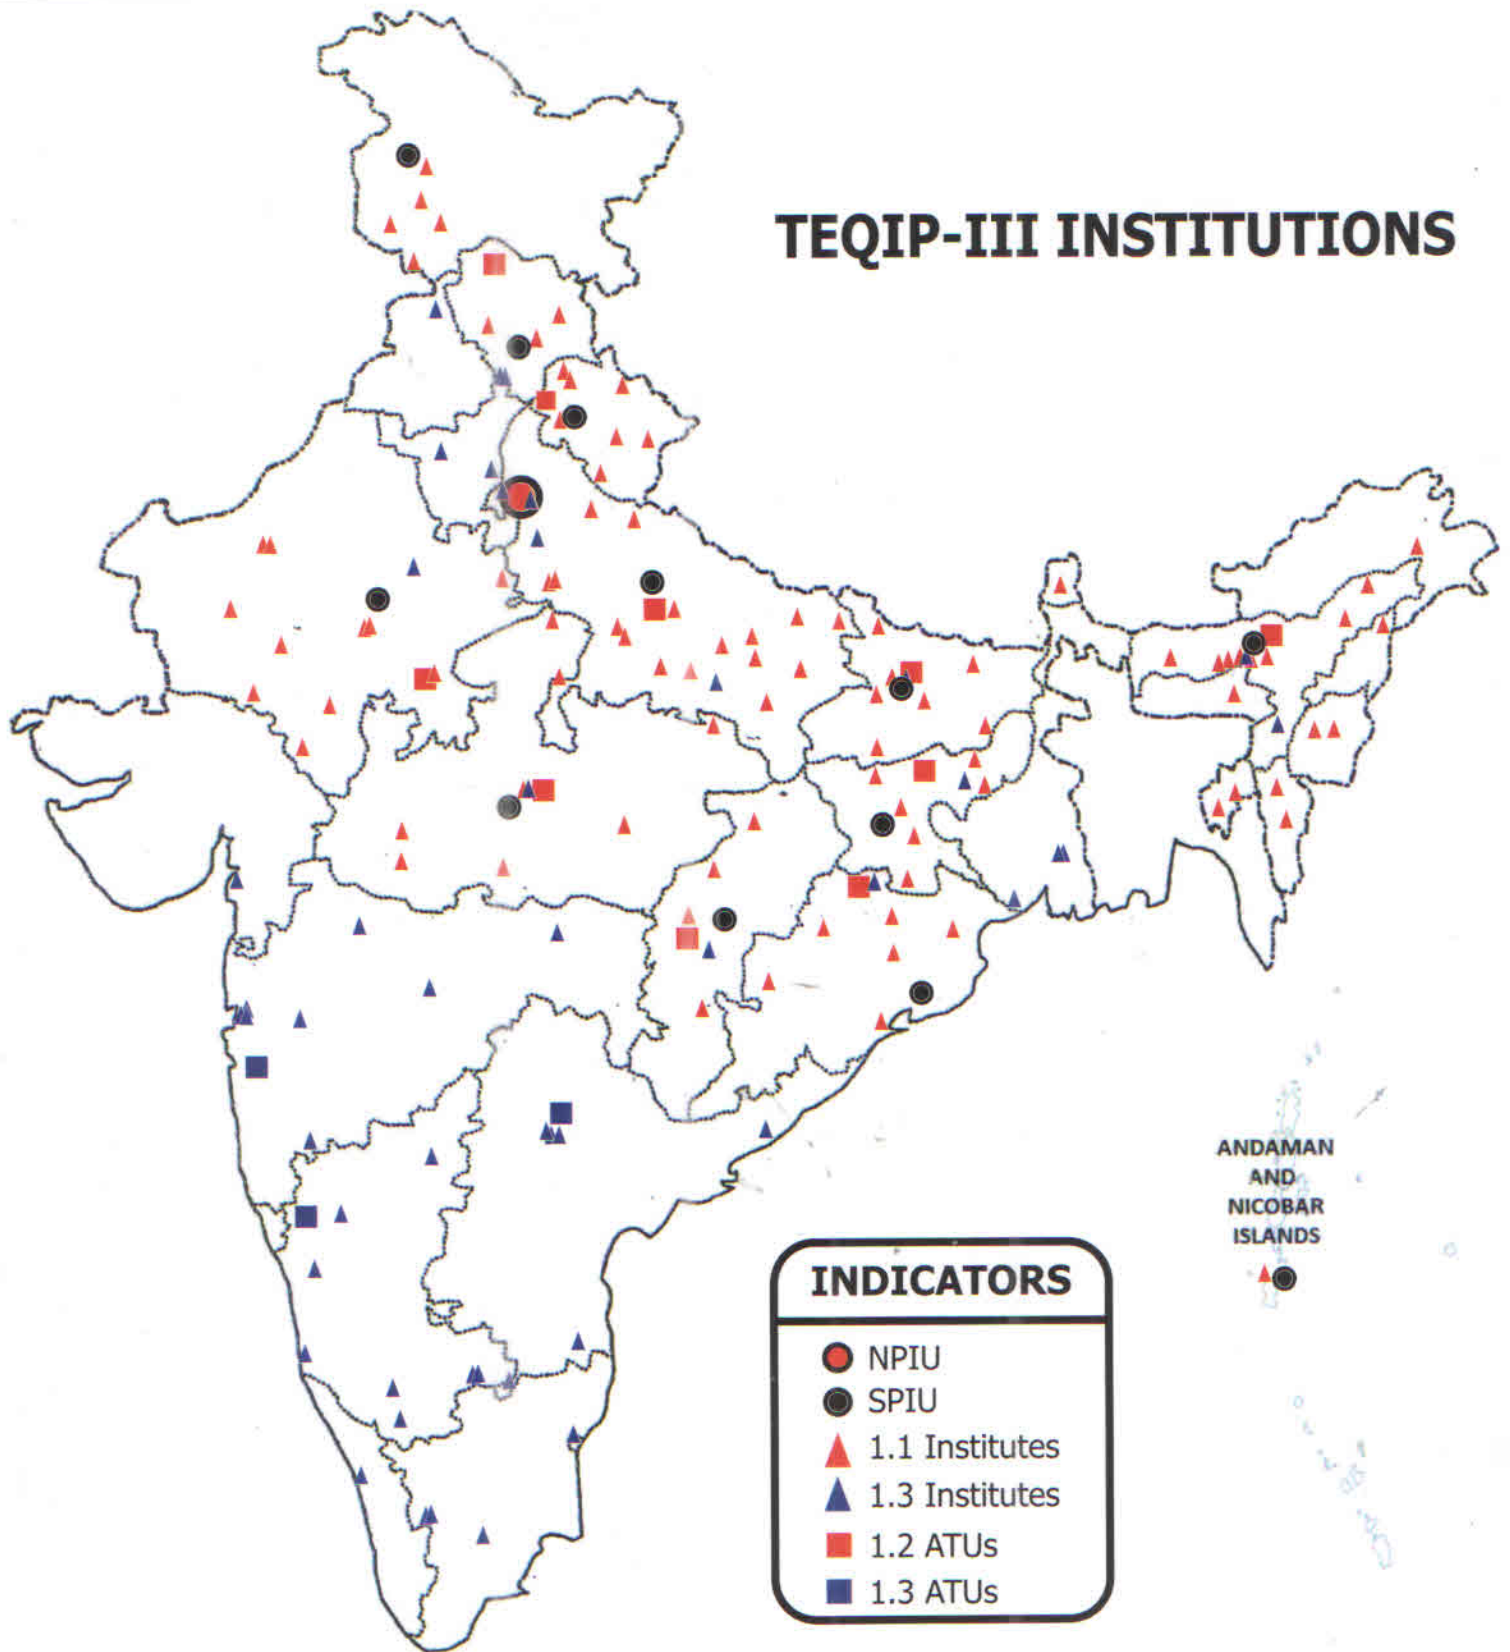 TEQIP-III INSTITUTIONS
ANDAMAN
AND
NICOBAR
ISLANDS
INDICATORS
NPIU
SPIU
1.1 Institutes
1.3 Institutes
1.2 ATUs
1.3 ATUs